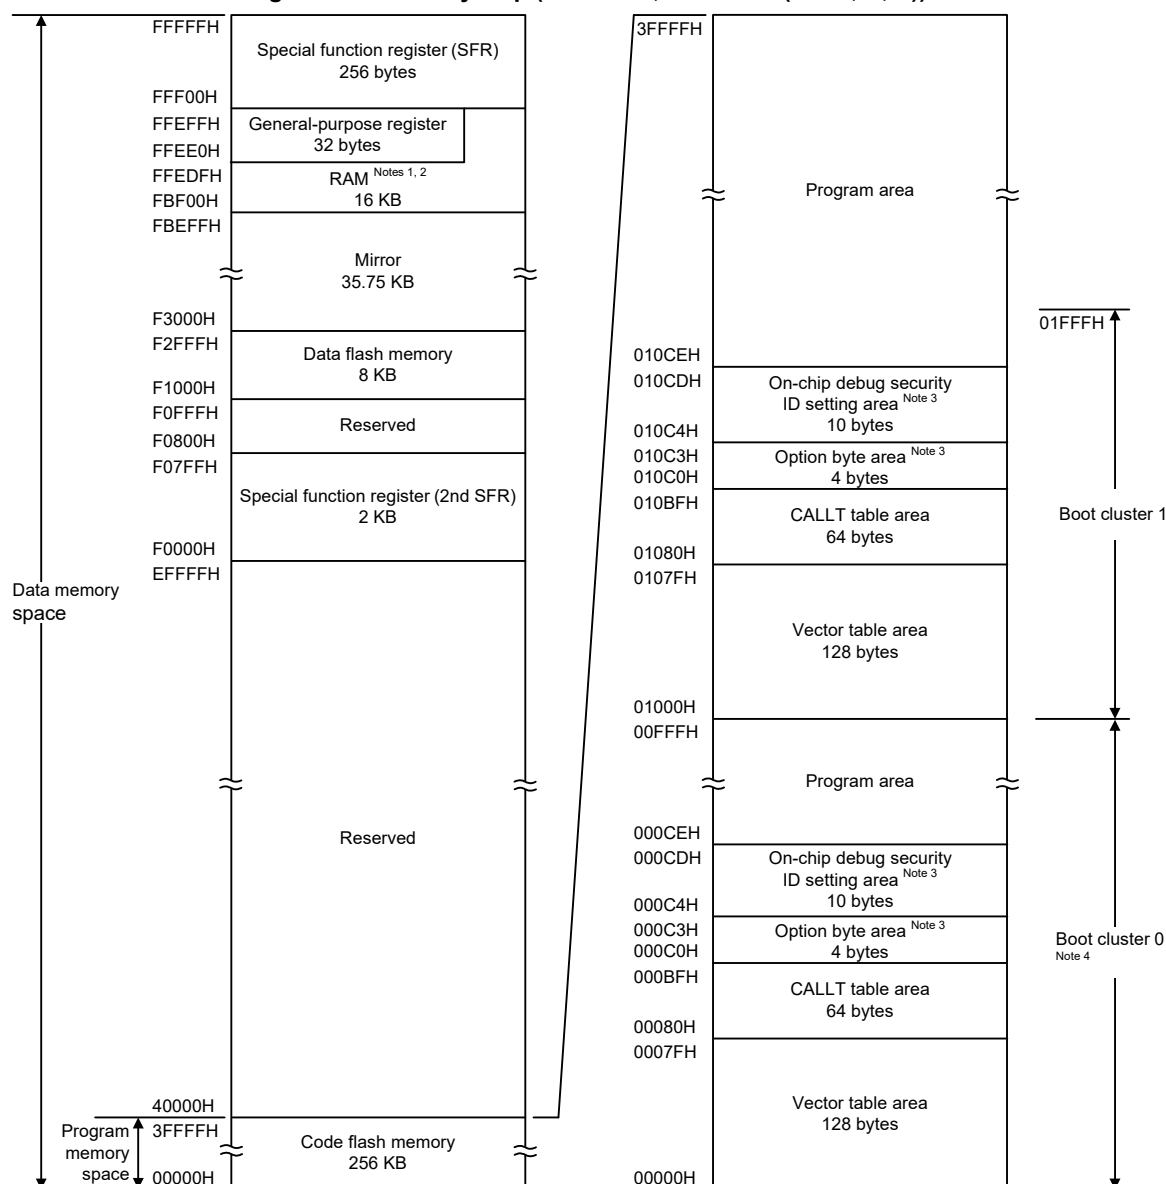 FFFFFH
Special function register (SFR)
256 bytes
FFF00H
FFEFFH
General-purpose register
32 bytes
FFEE0H
FFEDFH
RAM Notes 1, 2
16 KB
FBF00H
FBEFFH
Mirror
35.75 KB
F3000H
F2FFFH
Data flash memory
8 KB
F1000H
F0FFFH
Reserved
F0800H
F07FFH
Special function register (2nd SFR)
2 KB
F0000H
EFFFFH
Data memory
space
Reserved
40000H
3FFFFH
Program
memory
space
Code flash memory
256 KB
00000H
3FFFFH
Program area
01FFFH
010CEH
010CDH
On-chip debug security
ID setting area Note 3
10 bytes
010C4H
010C3H
Option byte area Note 3
4 bytes
010C0H
010BFH
CALLT table area
64 bytes
Boot cluster 1
01080H
0107FH
Vector table area
128 bytes
01000H
00FFFH
Program area
000CEH
000CDH
On-chip debug security
ID setting area Note 3
10 bytes
000C4H
000C3H
Option byte area Note 3
4 bytes
000C0H
Boot cluster 0
Note 4
000BFH
CALLT table area
64 bytes
00080H
0007FH
Vector table area
128 bytes
00000H